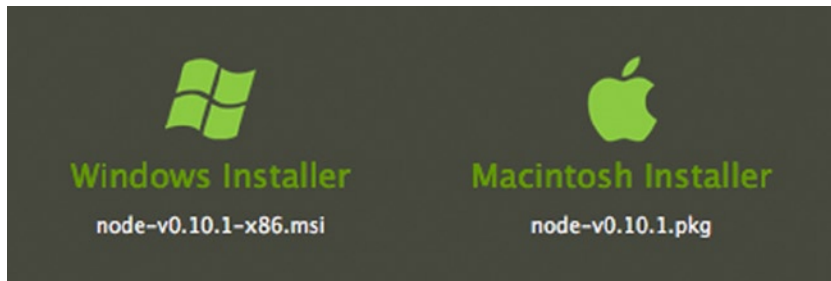 Windows Installer
node-v0.10.1-x86.msi
Macintosh Installer
node-v0.10.1.pkg